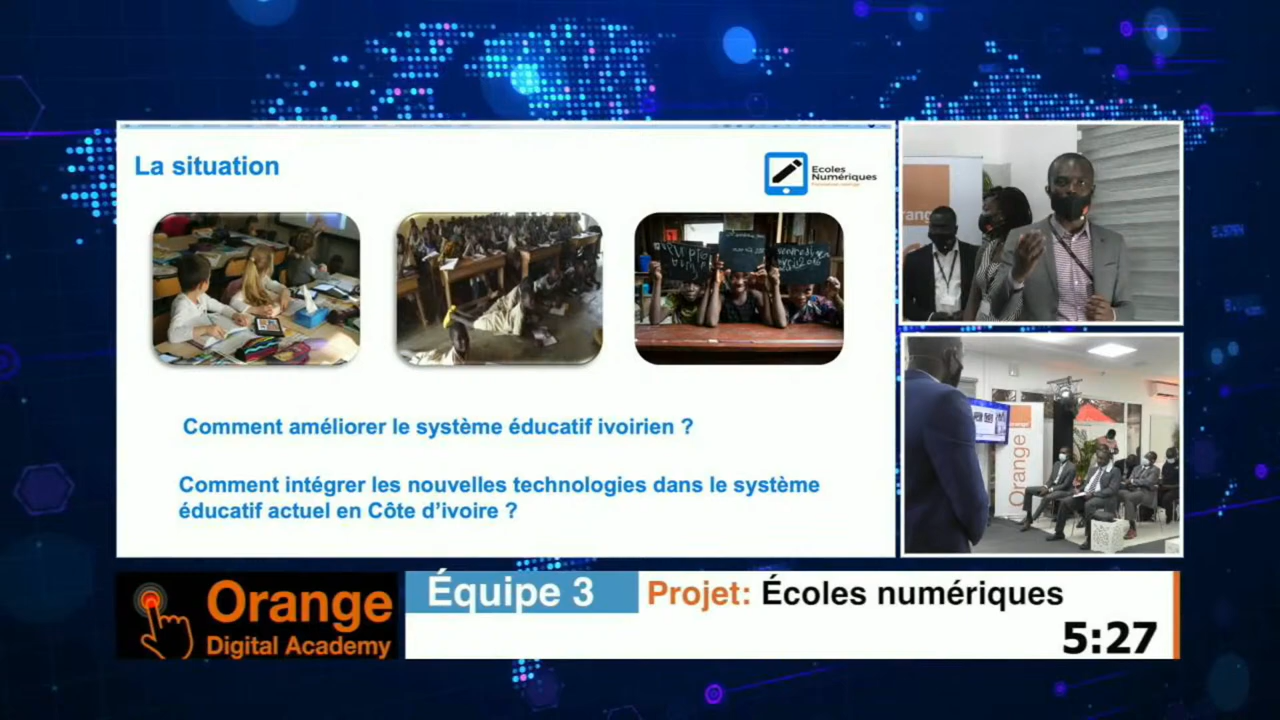 La situation
Ecoles
Numériques
Comment améliorer le système éducatif ivoirien ?
Comment intégrer les nouvelles technologies dans le système
éducatif actuel en Côte d'ivoire ?
Orange
Orange
Digital Academy
Équipe 3
Projet: Écoles numériques
5:27